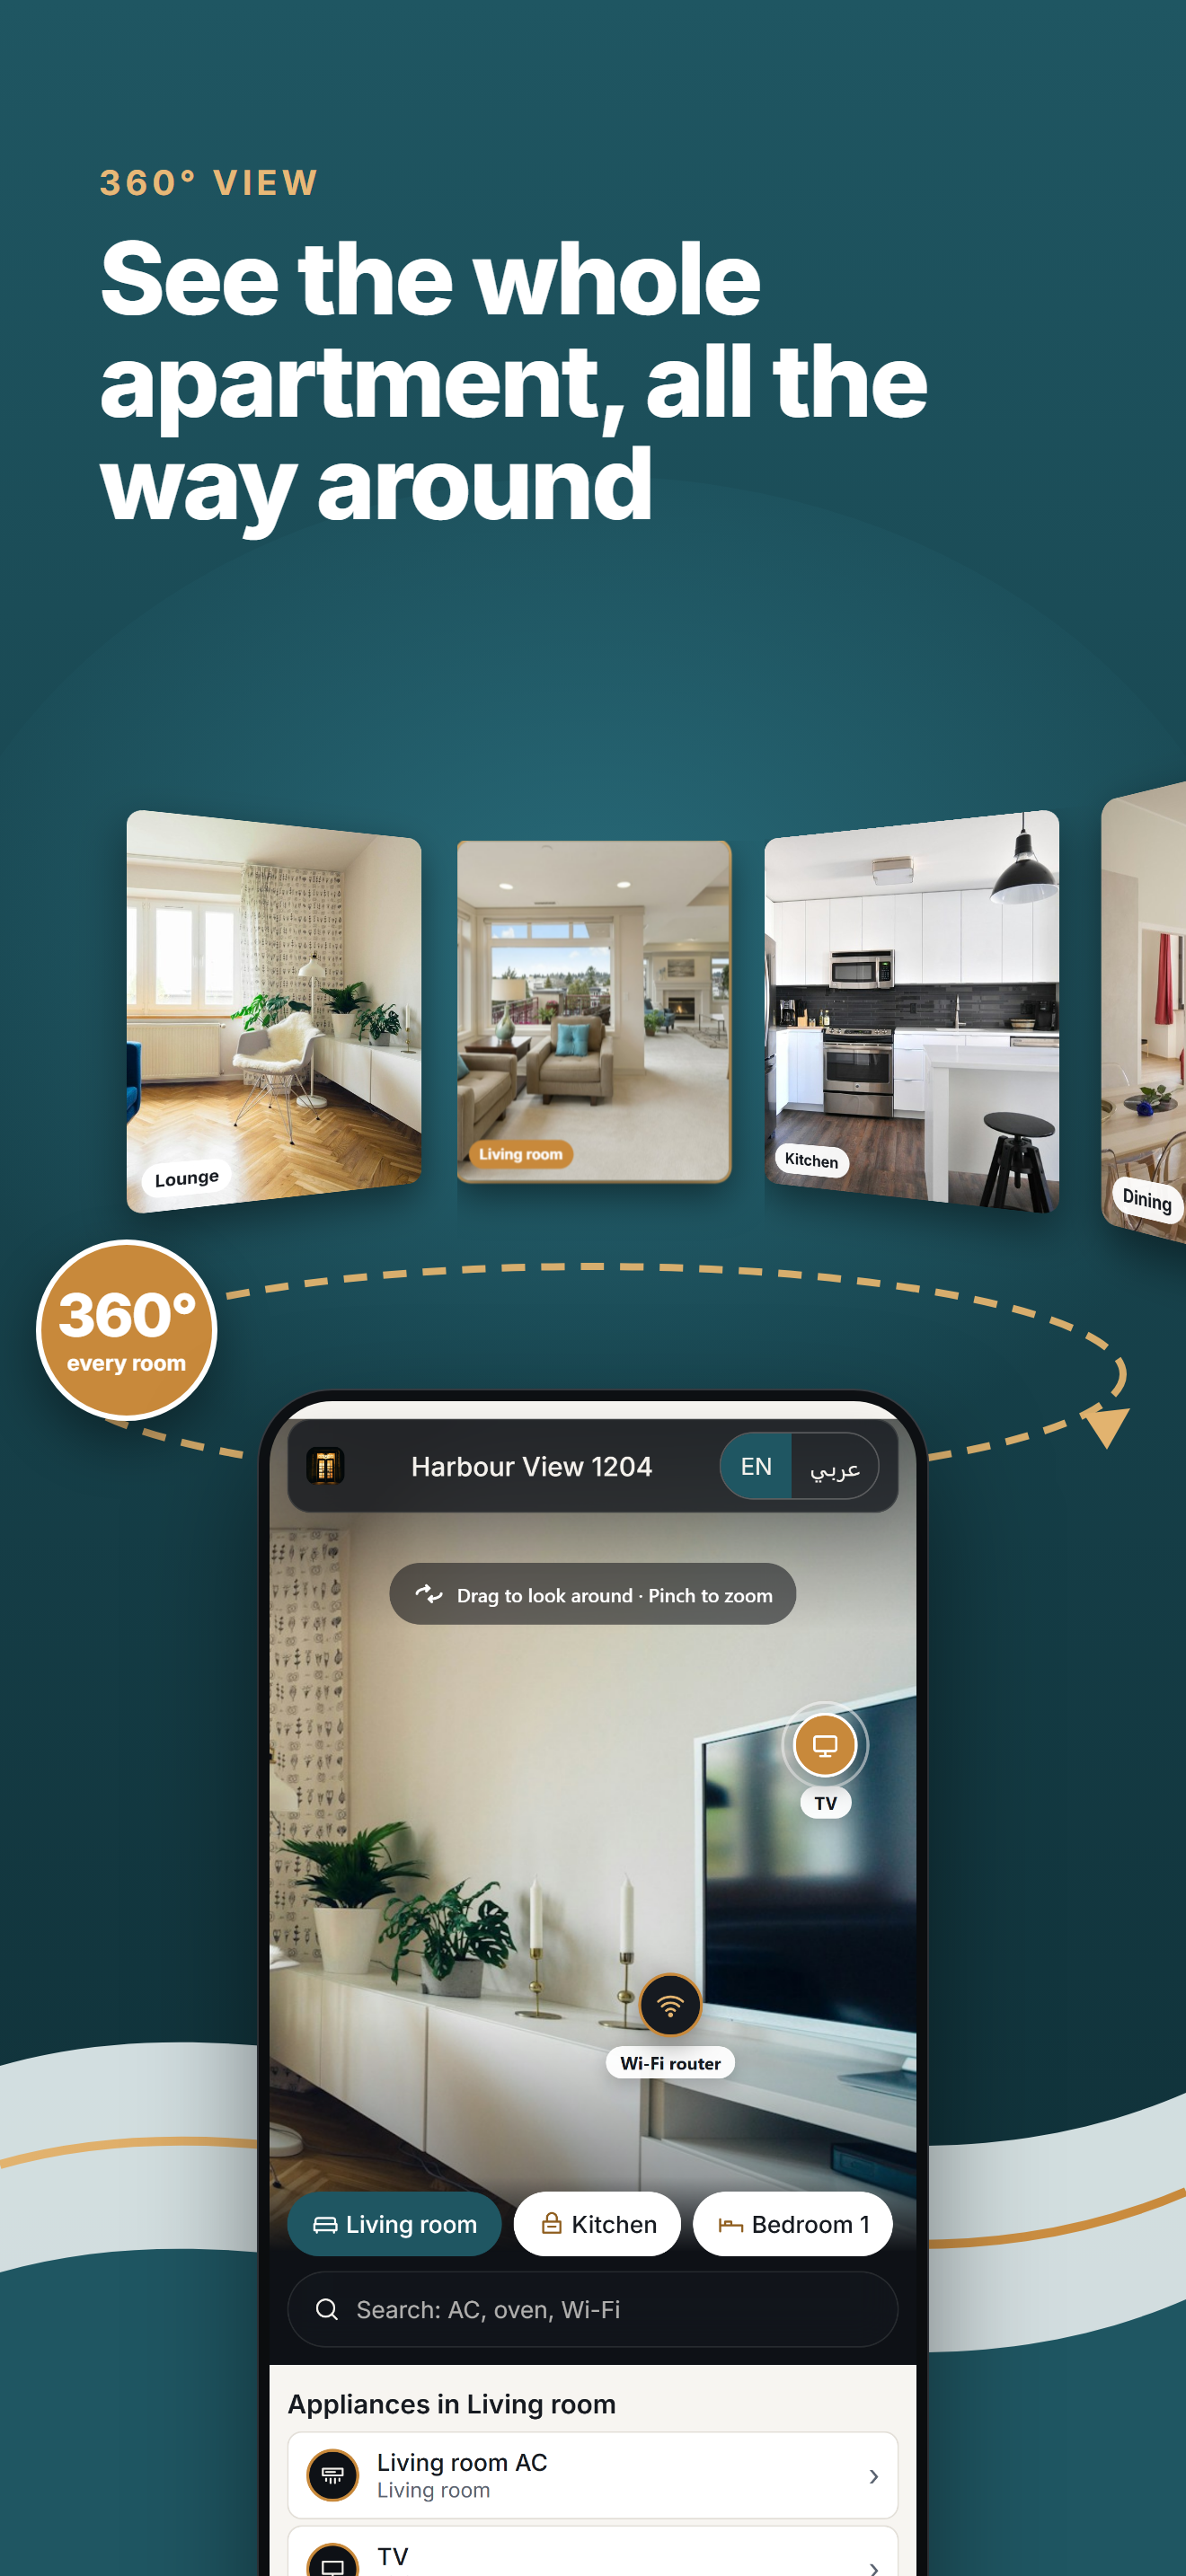 360° VIEW
See the whole
apartment, all the
way around
Lounge
Living room
Kitchen
Dining
360°
every room
Harbour View 1204
EN
عربي
Drag to look around · Pinch to zoom
TV
Wi-Fi router
Living room
Kitchen
Bedroom 1
Search: AC, oven, Wi-Fi
Appliances in Living room
Living room AC
Living room
TV